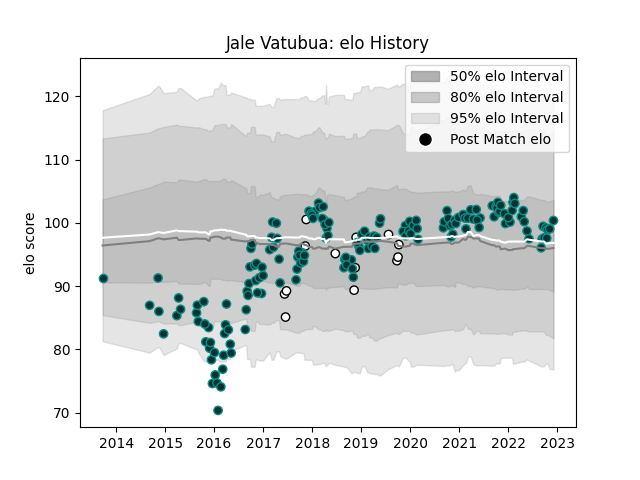 Jale Vatubua: elo History
50% elo Interval
80% elo Interval
95% elo Interval
Post Match elo
elo score
120
110
100
90
80
70
2014 2015 2016 2017 2018 2019 2020 2021 2022 2023